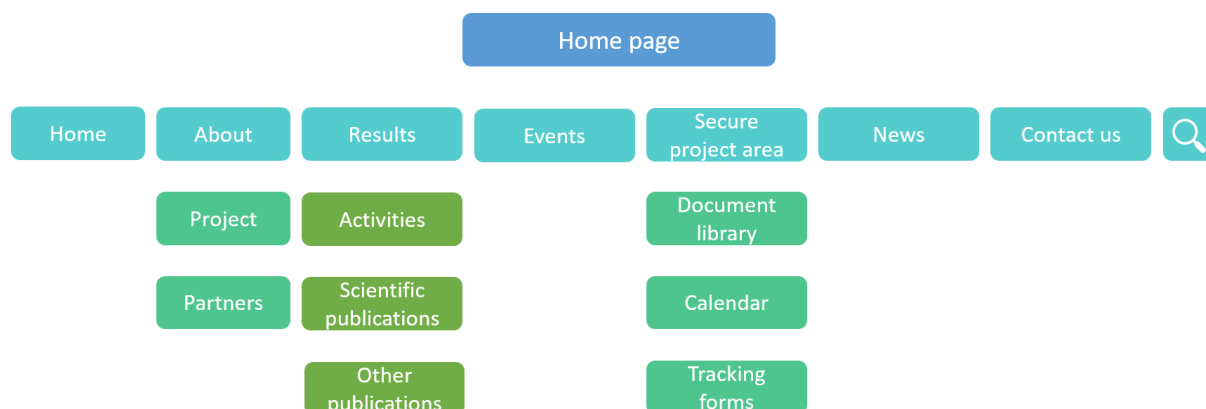 Home page
Home
About
Results
Events
Secure
project area
News
Contact us
Project
Activities
Document
library
Partners
Scientific
publications
Calendar
Other
publications
Tracking
forms